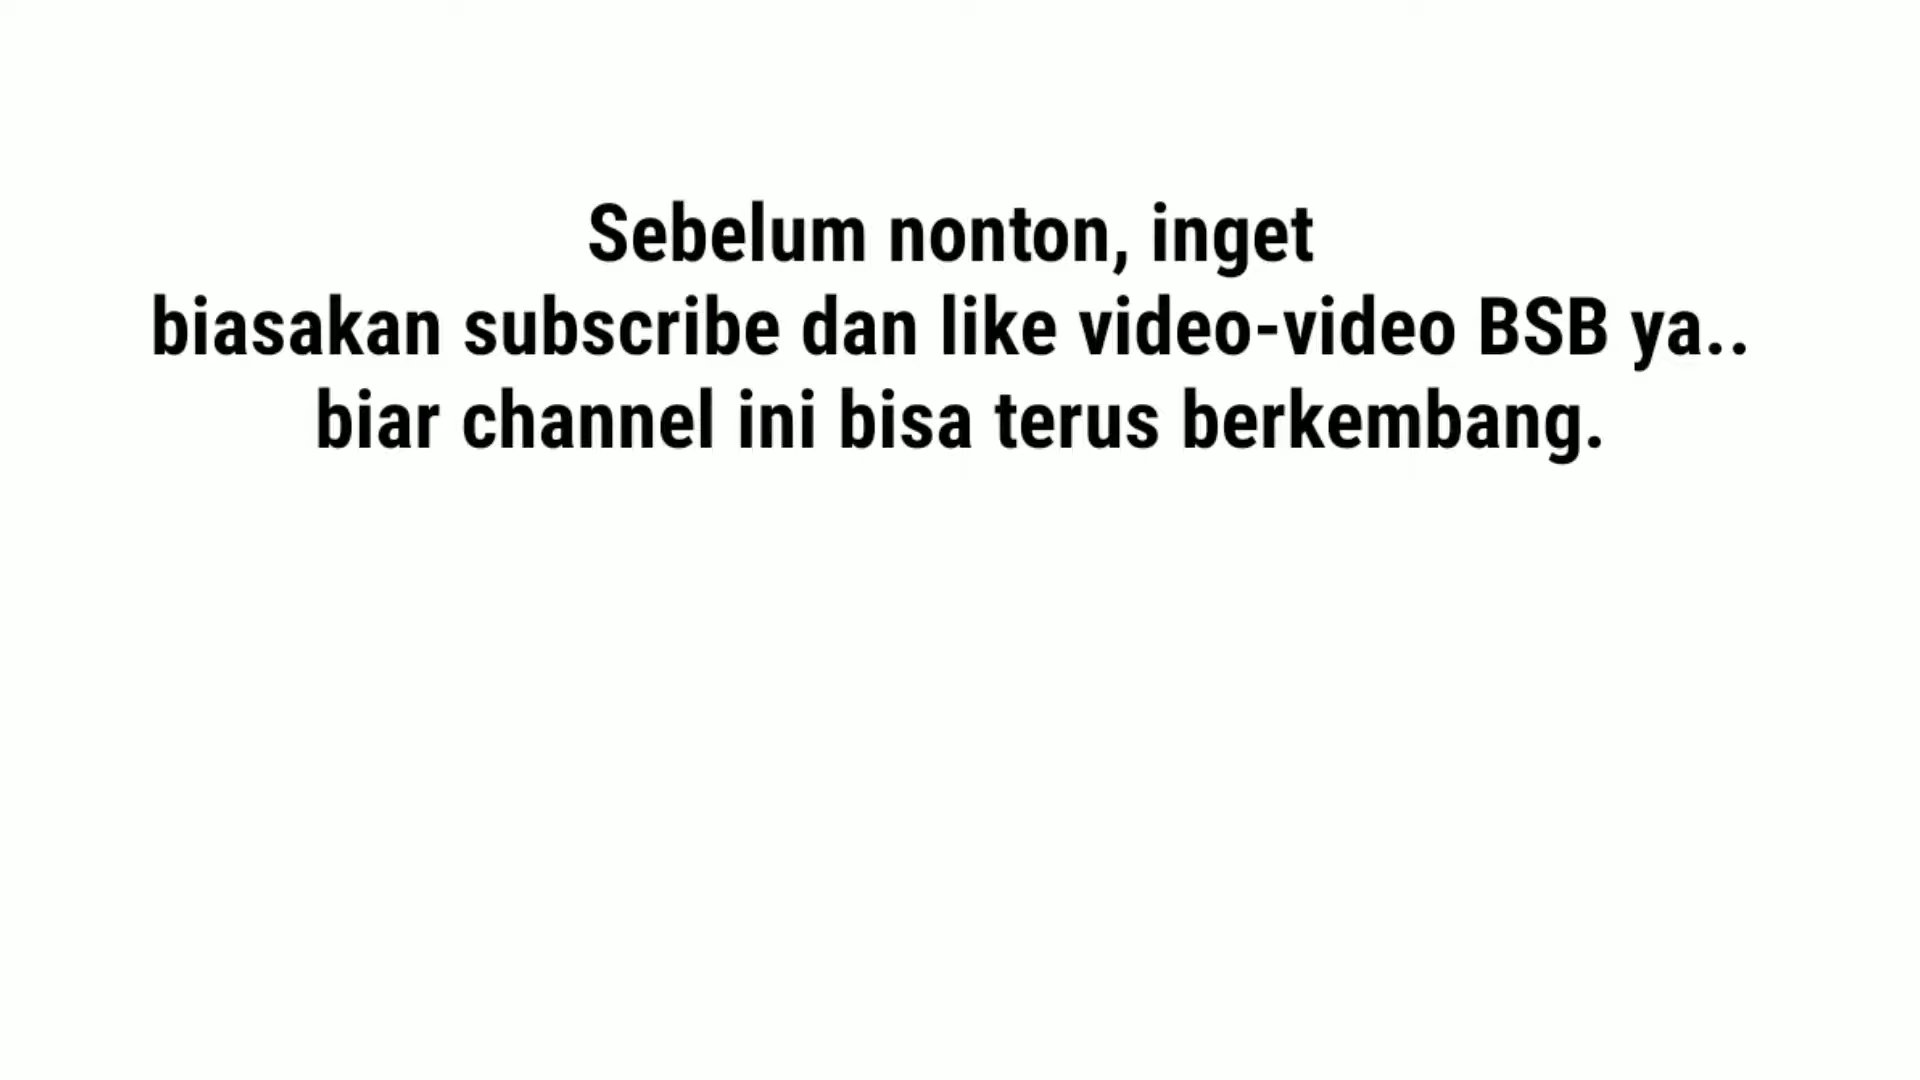 Sebelum nonton, inget
biasakan subscribe dan like video-video BSB ya..
biar channel ini bisa terus berkembang.